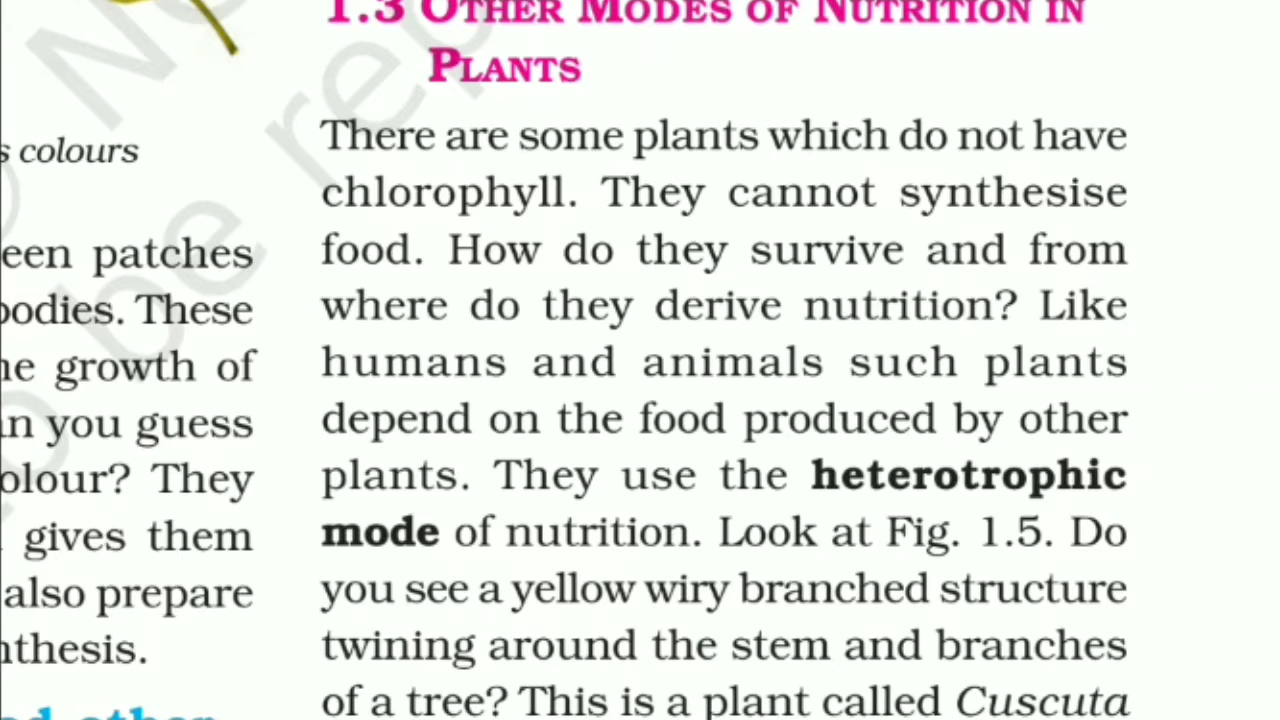 s colours
een patches
bodies. These
he growth of
an you guess
olour? They
gives them
also prepare
nthesis.
1.3 OTHER MODES OF NUTRITION IN
PLANTS
There are some plants which do not have
chlorophyll. They cannot synthesise
food. How do they survive and from
where do they derive nutrition? Like
humans and animals such plants
depend on the food produced by other
plants. They use the heterotrophic
mode of nutrition. Look at Fig. 1.5. Do
you see a yellow wiry branched structure
twining around the stem and branches
of a tree? This is a plant called Cuscuta